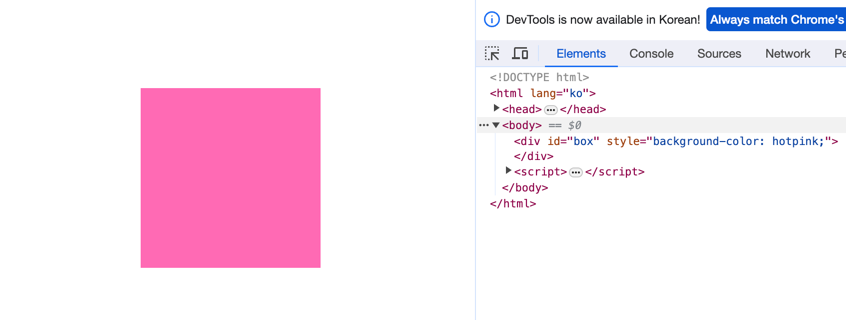 DevTools is now available in Korean! Always match Chrome's
Elements Console Sources Network
<!DOCTYPE html>
<html lang="ko">
<head> ••• </head>
••• <body> == $0
<div id="box" style="background-color: hotpink;">
</div>
<script> ••• </script>
</body>
</html>